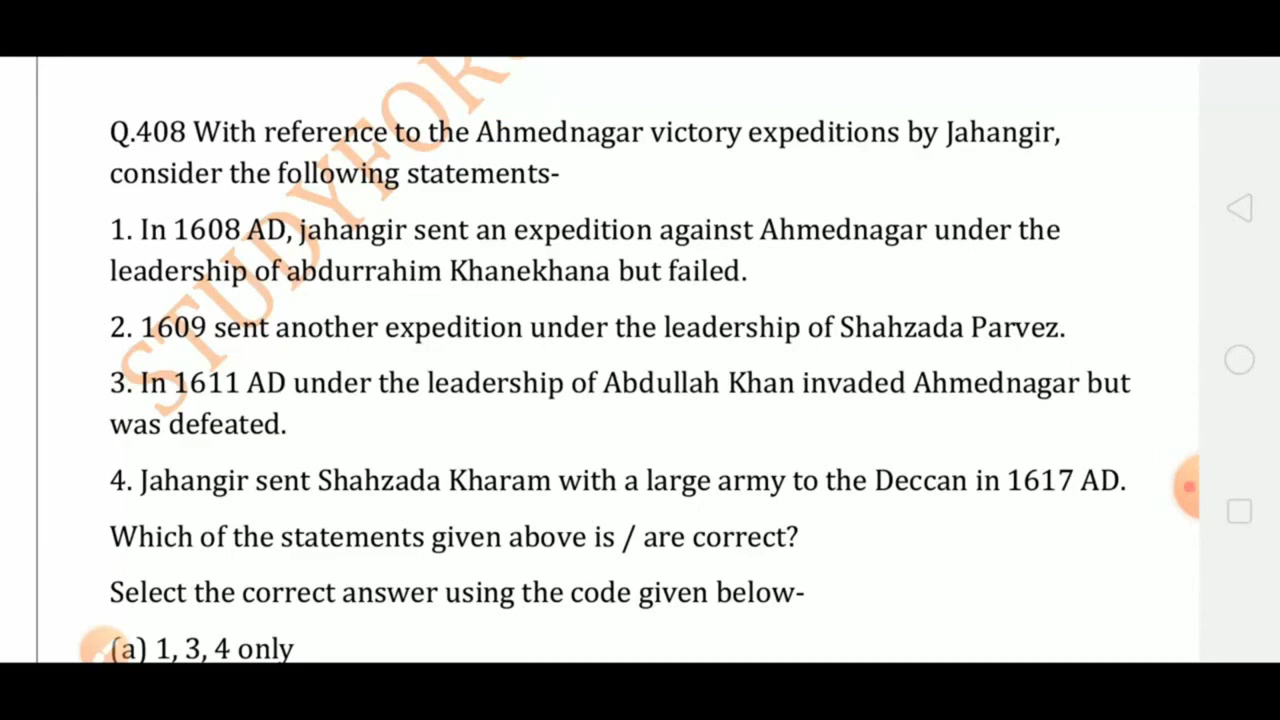 Q.408 With reference to the Ahmednagar victory expeditions by Jahangir,
consider the following statements-
1. In 1608 AD, jahangir sent an expedition against Ahmednagar under the
leadership of abdurrahim Khanekhana but failed.
2. 1609 sent another expedition under the leadership of Shahzada Parvez.
3. In 1611 AD under the leadership of Abdullah Khan invaded Ahmednagar but
was defeated.
4. Jahangir sent Shahzada Kharam with a large army to the Deccan in 1617 AD.
Which of the statements given above is / are correct?
Select the correct answer using the code given below-
(a) 1, 3, 4 only
STUDYFOR